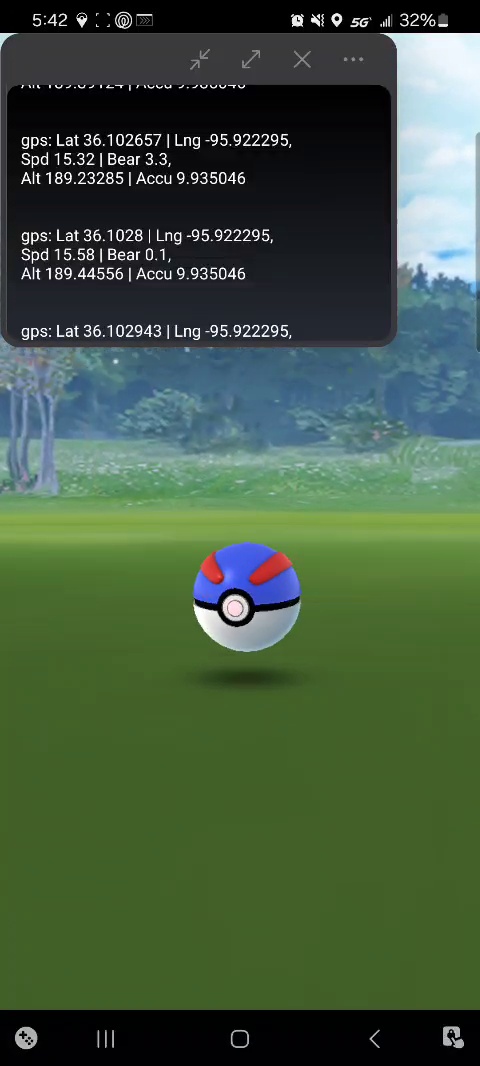 5:42
5G
32%
gps: Lat 36.102657 | Lng -95.922295,
Spd 15.32 | Bear 3.3,
Alt 189.23285 | Accu 9.935046
gps: Lat 36.1028 | Lng -95.922295,
Spd 15.58 | Bear 0.1,
Alt 189.44556 | Accu 9.935046
gps: Lat 36.102943 | Lng -95.922295,